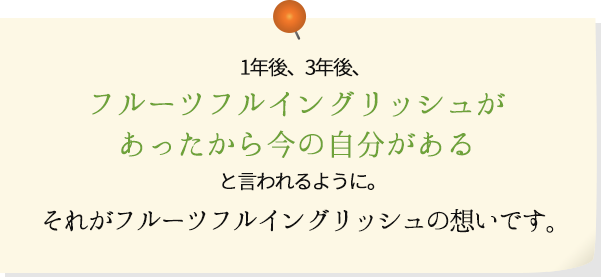 1年後、3年後、
フルーツフルイングリッシュが
あったから今の自分がある
と言われるように。
それがフルーツフルイングリッシュの想いです。